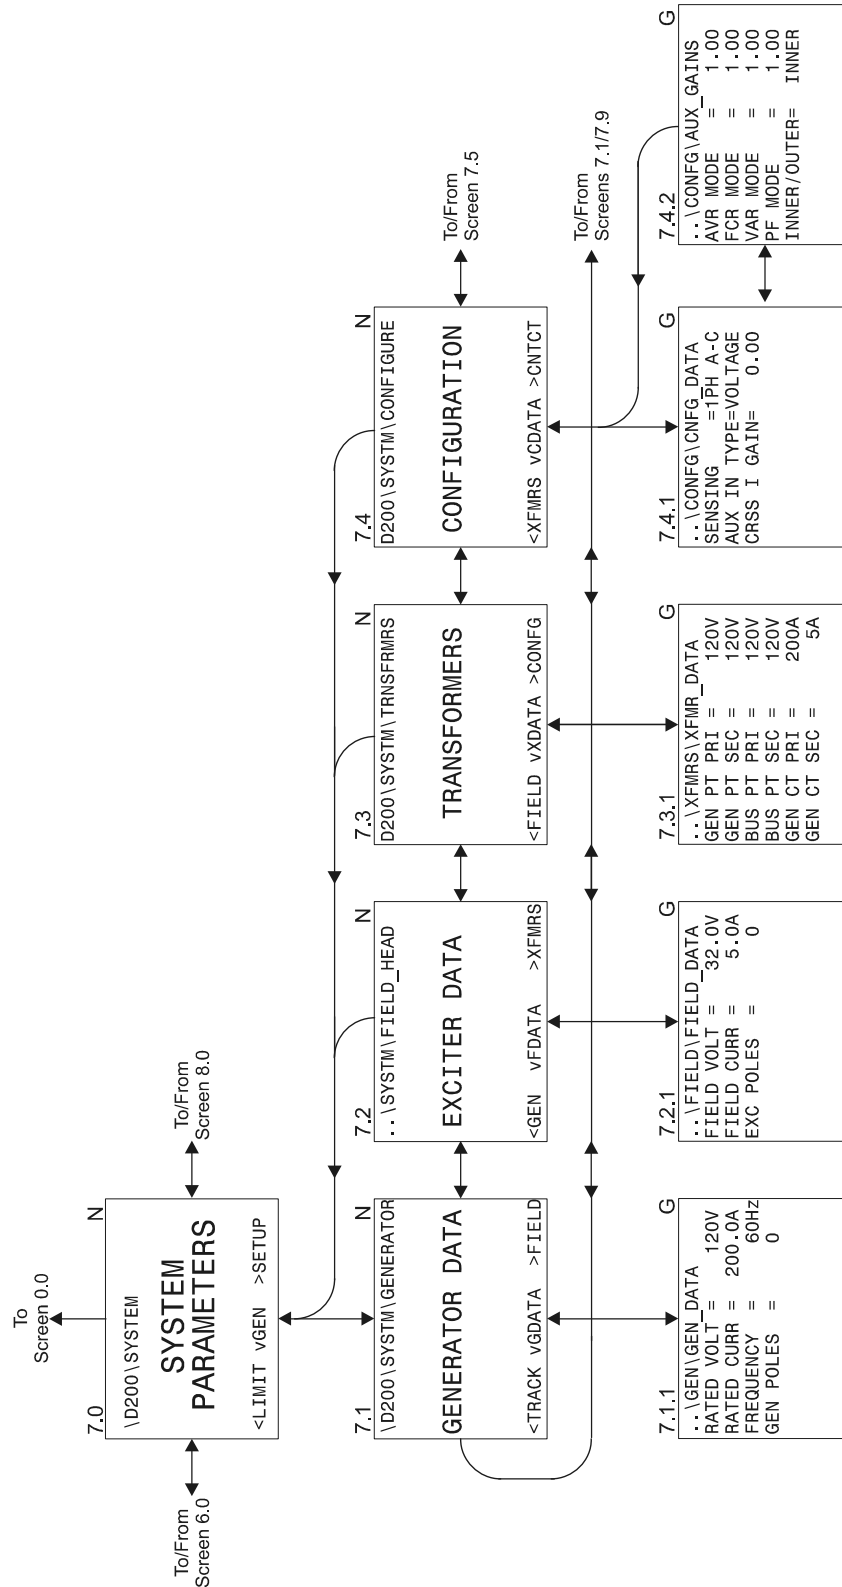 To
Screen 0.0
7.0
N
\D200\SYSTEM
SYSTEM
PARAMETERS
<LIMIT vGEN >SETUP
To/From
Screen 6.0
To/From
Screen 8.0
7.1
N
\D200\SYSTM\GENERATOR
GENERATOR DATA
<TRACK vGDATA >FIELD
7.2
N
..\SYSTM\FIELD_HEAD
EXCITER DATA
<GEN vFDATA >XFMRS
7.3
N
D200\SYSTM\TRNSFRMRS
TRANSFORMERS
<FIELD vXDATA >CONFG
7.4
N
D200\SYSTM\CONFIGURE
CONFIGURATION
<XFMRS vCDATA >CNTCT
To/From
Screen 7.5
To/From
Screens 7.1/7.9
7.1.1
G
..\GEN\GEN_DATA
RATED VOLT = 120V
RATED CURR = 200.0A
FREQUENCY = 60Hz
GEN POLES = 0
7.2.1
G
..\FIELD\FIELD_DATA
FIELD VOLT = 32.0V
FIELD CURR = 5.0A
EXC POLES = 0
7.3.1
G
..\XFMRS\XFMR_DATA
GEN PT PRI = 120V
GEN PT SEC = 120V
BUS PT PRI = 120V
BUS PT SEC = 120V
GEN CT PRI = 200A
GEN CT SEC = 5A
7.4.1
G
..\CONFG\CNFG_DATA
SENSING =1PH A-C
AUX IN TYPE=VOLTAGE
CRSS I GAIN= 0.00
7.4.2
G
..\CONFG\AUX_GAINS
AVR MODE = 1.00
FCR MODE = 1.00
VAR MODE = 1.00
PF MODE = 1.00
INNER/OUTER= INNER